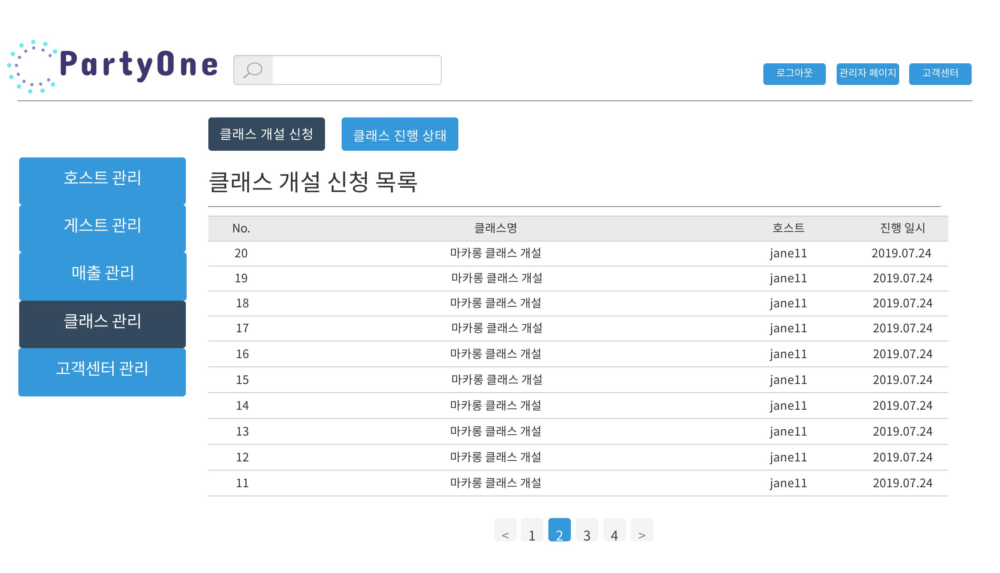 PartyOne
로그아웃 관리자 페이지 고객센터
클래스 개설 신청 클래스 진행 상태
호스트 관리
게스트 관리
매출 관리
클래스 관리
고객센터 관리
클래스 개설 신청 목록
No. 클래스명 호스트 진행 일시
20 마카롱 클래스 개설 jane11 2019.07.24
19 마카롱 클래스 개설 jane11 2019.07.24
18 마카롱 클래스 개설 jane11 2019.07.24
17 마카롱 클래스 개설 jane11 2019.07.24
16 마카롱 클래스 개설 jane11 2019.07.24
15 마카롱 클래스 개설 jane11 2019.07.24
14 마카롱 클래스 개설 jane11 2019.07.24
13 마카롱 클래스 개설 jane11 2019.07.24
12 마카롱 클래스 개설 jane11 2019.07.24
11 마카롱 클래스 개설 jane11 2019.07.24
< 1 2 3 4 >